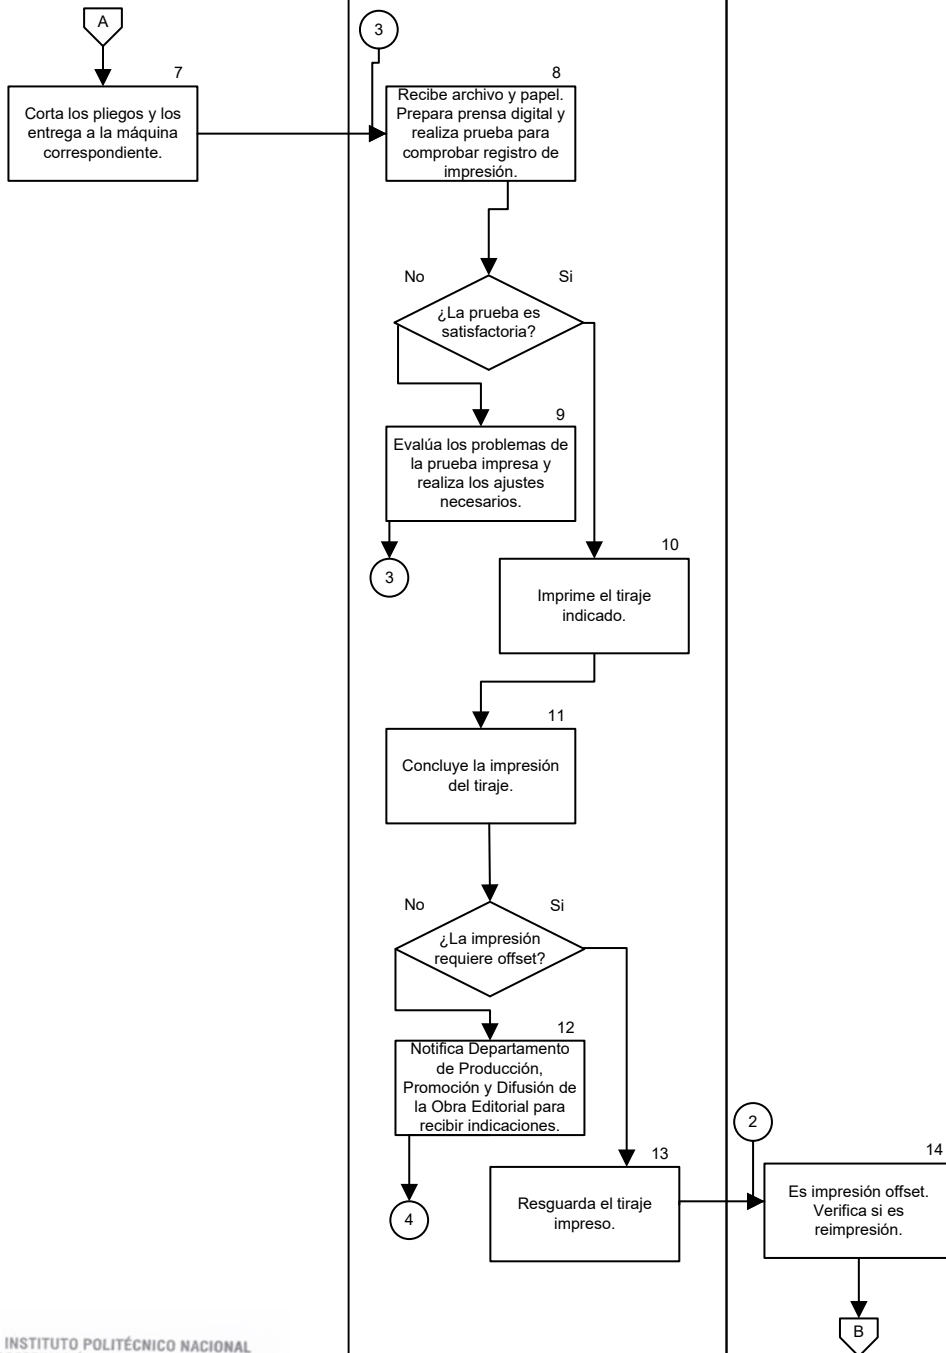 A
3
7
Corta los pliegos y los
entrega a la máquina
correspondiente.
8
Recibe archivo y papel.
Prepara prensa digital y
realiza prueba para
comprobar registro de
impresión.
No
Si
¿La prueba es
satisfactoria?
9
Evalúa los problemas de
la prueba impresa y
realiza los ajustes
necesarios.
3
10
Imprime el tiraje
indicado.
11
Concluye la impresión
del tiraje.
No
Si
¿La impresión
requiere offset?
12
Notifica Departamento
de Producción,
Promoción y Difusión de
la Obra Editorial para
recibir indicaciones.
4
13
Resguarda el tiraje
impreso.
2
14
Es impresión offset.
Verifica si es
reimpresión.
B
INSTITUTO POLITÉCNICO NACIONAL